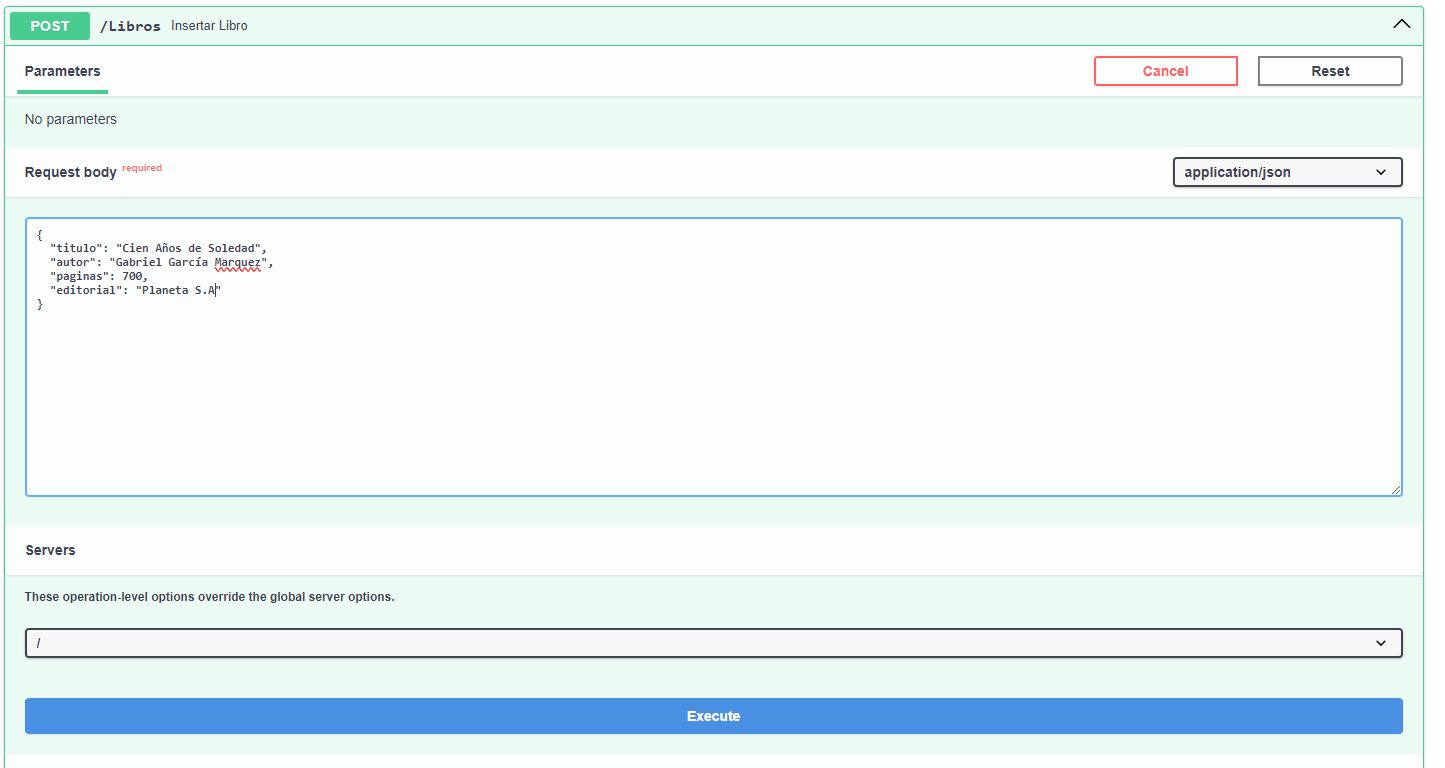 POST /Libros Insertar Libro
Parameters
Cancel
Reset
No parameters
Request body required
application/json
{
"titulo": "Cien Años de Soledad",
"autor": "Gabriel García Marquez",
"paginas": 700,
"editorial": "Planeta S.A"
}
Servers
These operation-level options override the global server options.
/
Execute